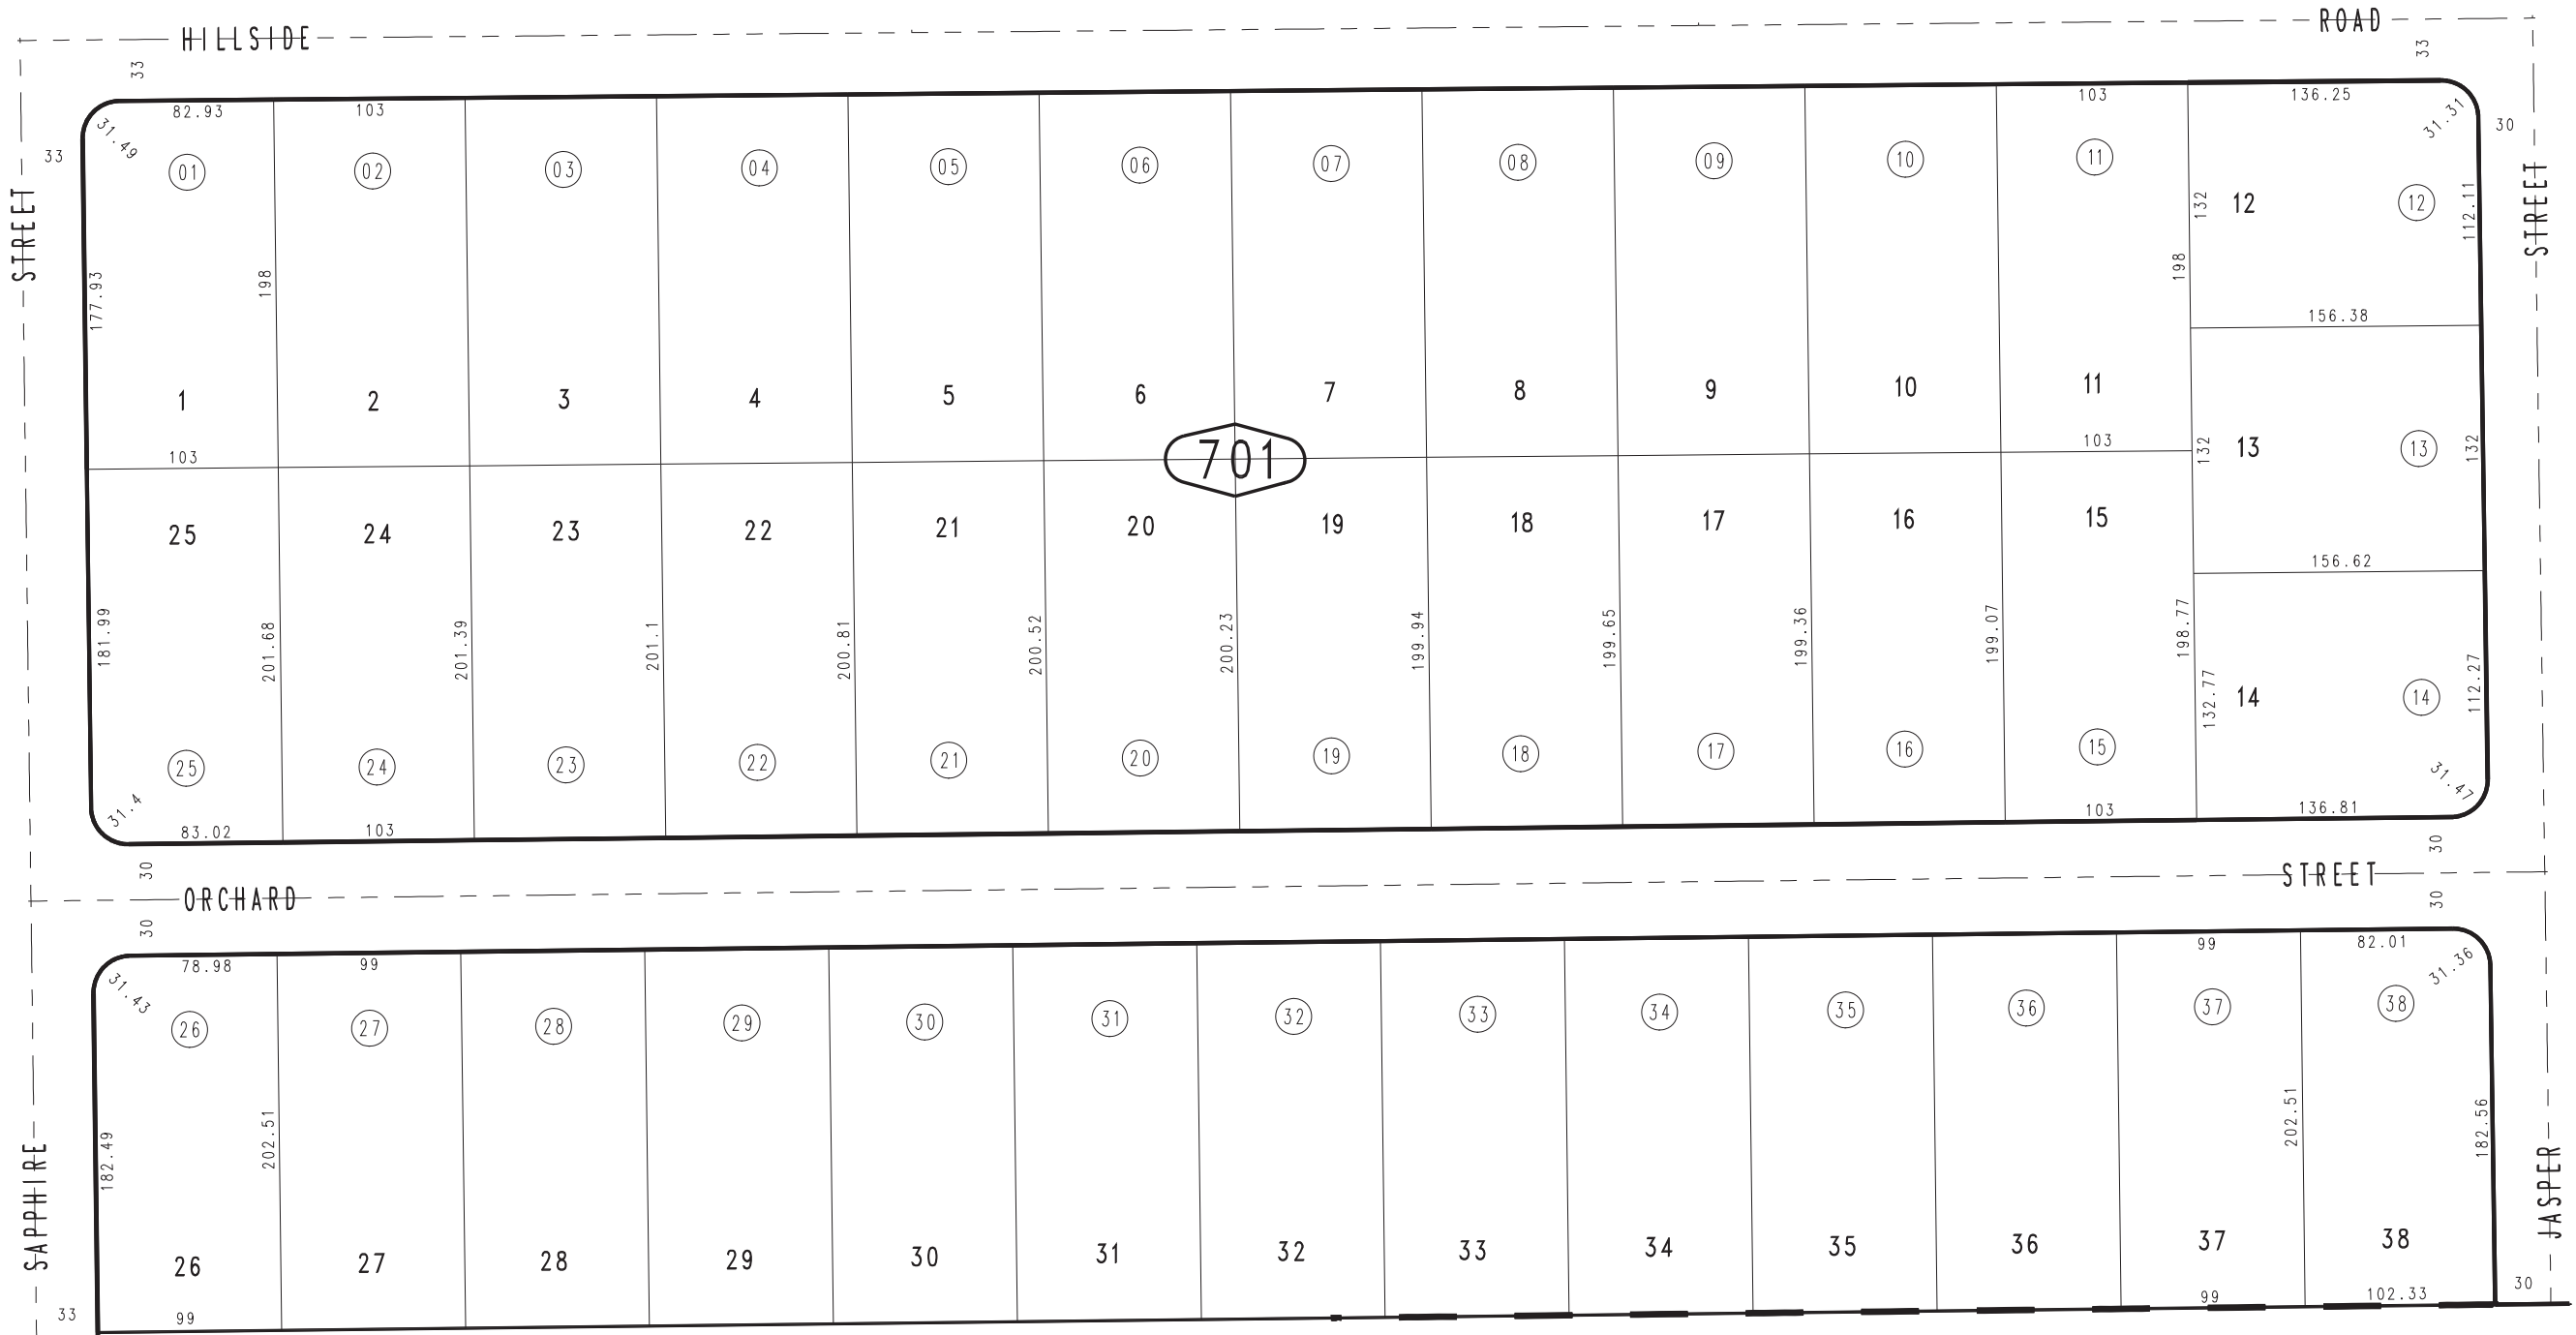 HILLSIDE ROAD
33 33
82.93 103 103 136.25
31.49 31.31
33 30
01 02 03 04 05 06 07 08 09 10 11 12
STREET STREET
132 12 112.11
177.93 198 198
156.38
1 2 3 4 5 6 7 8 9 10 11
103 103
701
132 13 13 132
25 24 23 22 21 20 19 18 17 16 15
156.62
181.99 201.68 201.39 201.1 200.81 200.52 200.23 199.94 199.65 199.36 199.07 198.77
132.77 14 14 112.27
25 24 23 22 21 20 19 18 17 16 15
31.4 31.47
83.02 103 103 136.81
30 30
ORCHARD STREET
30 30
78.98 99 99 82.01
31.43 31.36
26 27 28 29 30 31 32 33 34 35 36 37 38
182.49 202.51 202.51 182.56
SAPPHIRE JASPER
26 27 28 29 30 31 32 33 34 35 36 37 38
33 99 99 102.33 30